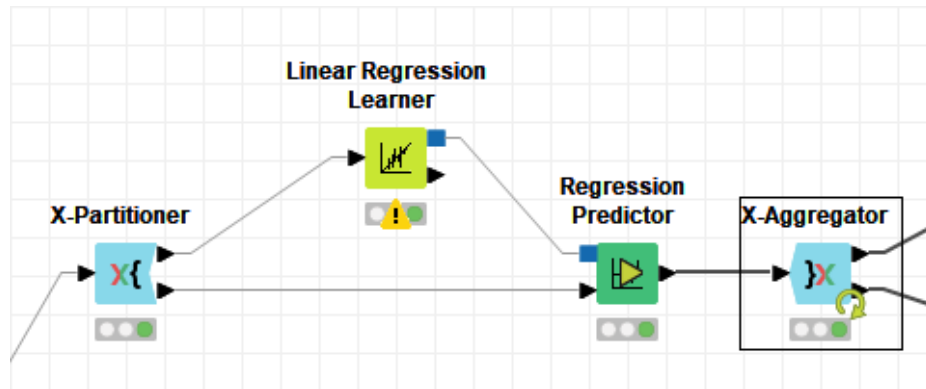 Linear Regression
Learner
X-Partitioner
Regression
Predictor
X-Aggregator
X{
}X